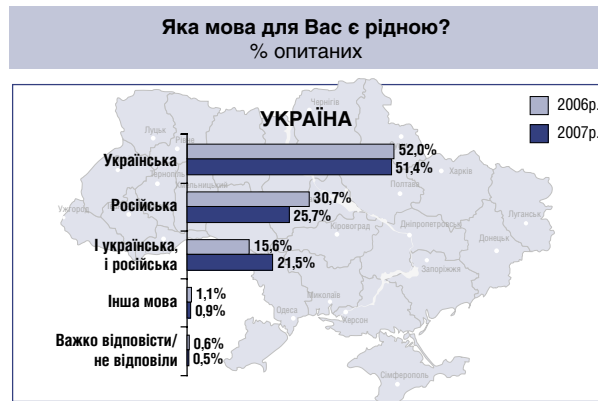 Яка мова для Вас є рідною?
% опитаних
2006р.
2007р.
УКРАЇНА
Українська
52,0%
51,4%
Російська
30,7%
25,7%
І українська,
і російська
15,6%
21,5%
Інша мова
1,1%
0,9%
Важко відповісти/
не відповіли
0,6%
0,5%
Чернігів
Луцьк
Рівне
Харків
Полтава
Тернопіль
Ужгород
Кіровоград
Дніпропетровськ
Луганськ
Донецьк
Запоріжжя
Миколаїв
Одеса
Херсон
Сімферополь